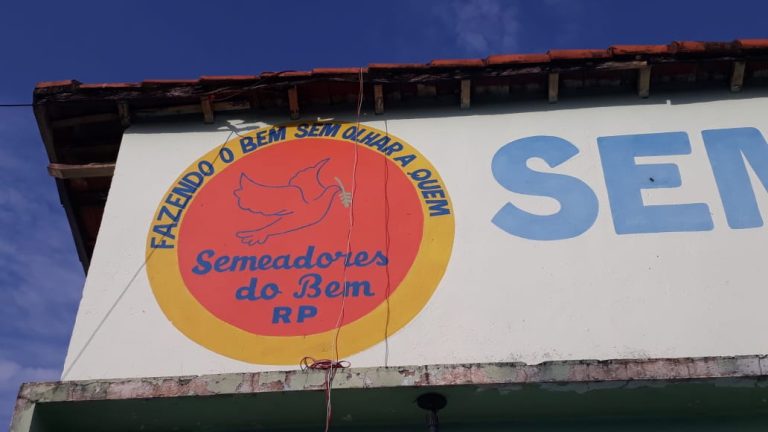 FAZENDO O BEM SEM OLHAR A QUEM
Semeadores
do Bem
RP
SEM